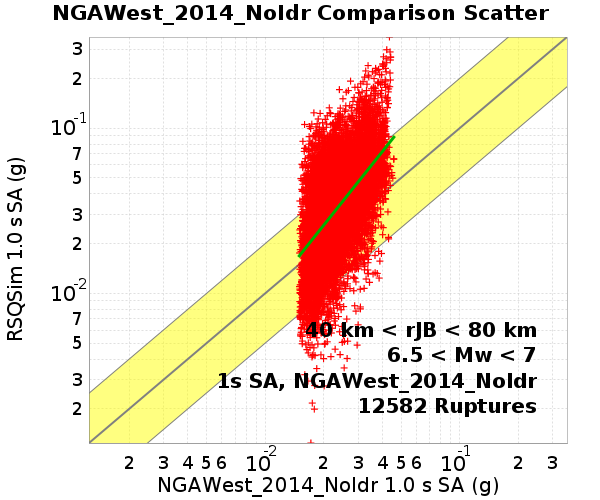 NGAWest_2014_NoIdr Comparison Scatter
RSQSim 1.0 s SA (g)
3
2
10-1
7
5
3
2
10-2
7
5
3
2
40 km < rJB < 80 km
6.5 < Mw < 7
1s SA, NGAWest_2014_NoIdr
12582 Ruptures
2 3 4 5 6 10-2 2 3 4 5 6 10-1 2 3
NGAWest_2014_NoIdr 1.0 s SA (g)